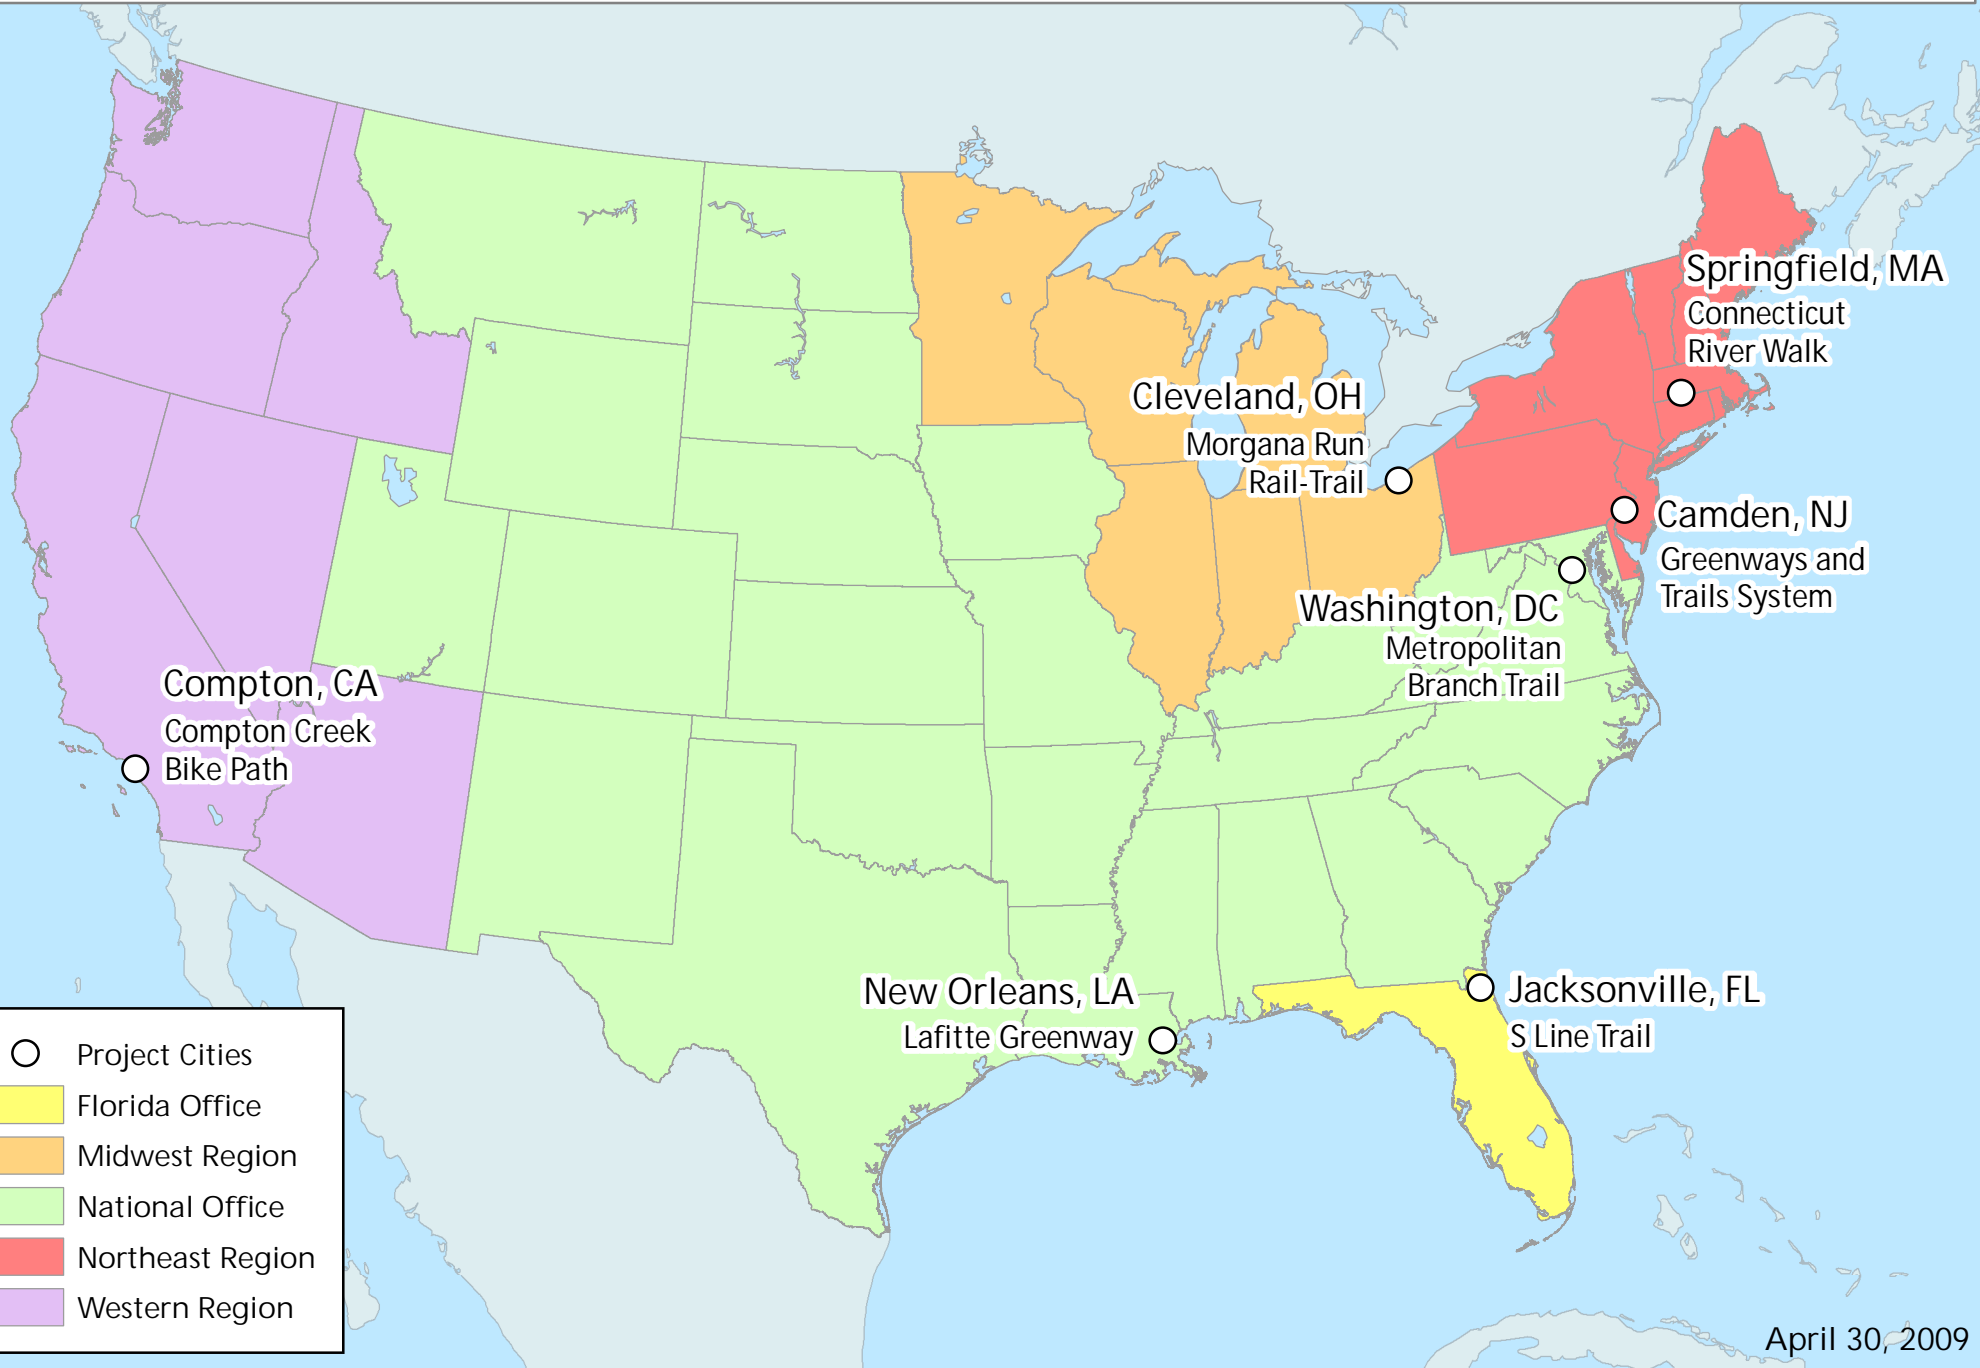 Springfield, MA
Connecticut
River Walk
Cleveland, OH
Morgana Run
Rail-Trail
Camden, NJ
Greenways and
Trails System
Washington, DC
Metropolitan
Branch Trail
Compton, CA
Compton Creek
Bike Path
New Orleans, LA
Lafitte Greenway
Jacksonville, FL
S Line Trail
Project Cities
Florida Office
Midwest Region
National Office
Northeast Region
Western Region
April 30, 2009